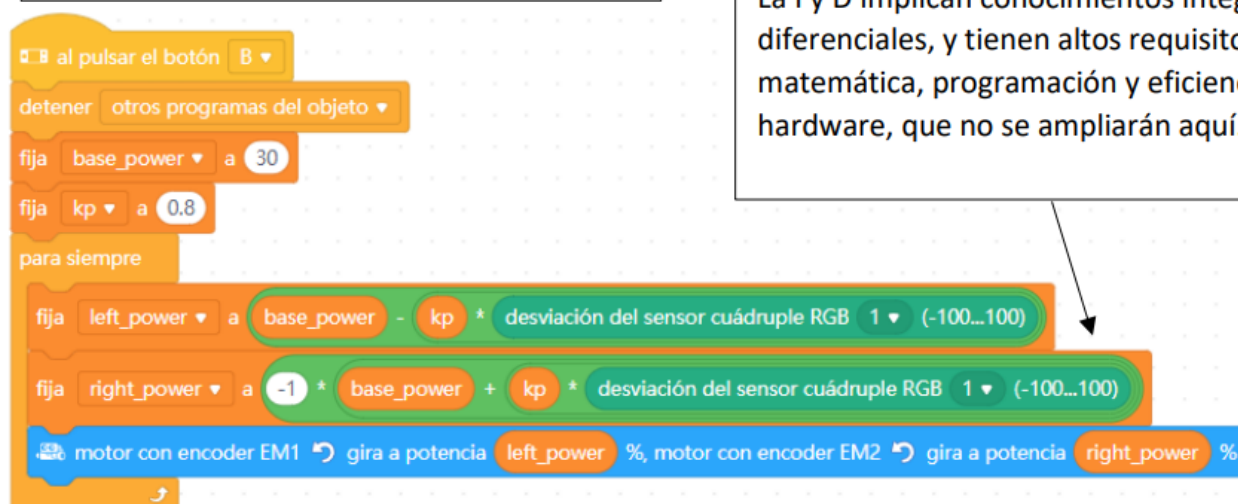 La I y D implican conocimientos
diferenciales, y tienen altos
matemática, programación y
hardware, que no se ampliarán aquí
al pulsar el botón B
detener otros programas del objeto
fija base_power a 30
fija kp a 0.8
para siempre
fija left_power a base_power - kp * desviación del sensor cuádruple RGB 1 (-100...100)
fija right_power a -1 * base_power + kp * desviación del sensor cuádruple RGB 1 (-100...100)
motor con encoder EM1 gira a potencia left_power %, motor con encoder EM2 gira a potencia right_power %